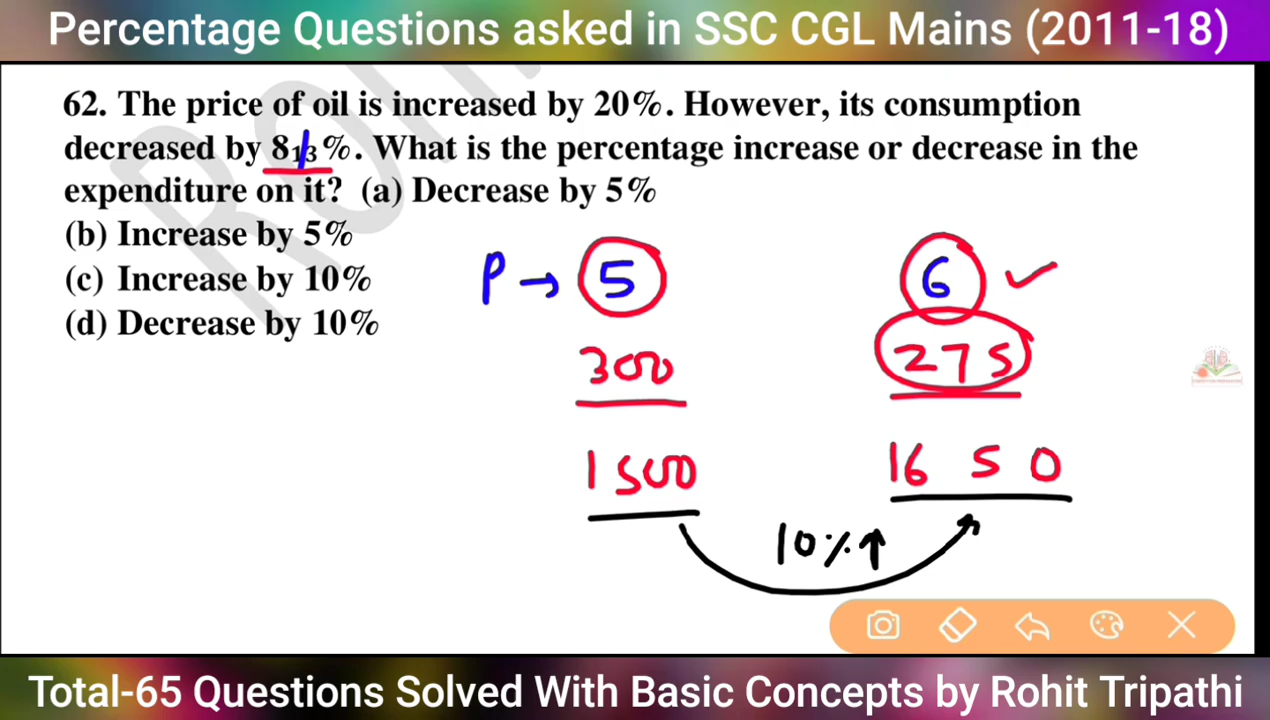 Percentage Questions asked in SSC CGL Mains (2011-18)
62. The price of oil is increased by 20%. However, its consumption
decreased by 8 1/3 %. What is the percentage increase or decrease in the
expenditure on it? (a) Decrease by 5%
(b) Increase by 5%
(c) Increase by 10%
(d) Decrease by 10%
P → 5 6 ✓
300 275
1500 1650
10% ↑
Total-65 Questions Solved With Basic Concepts by Rohit Tripathi